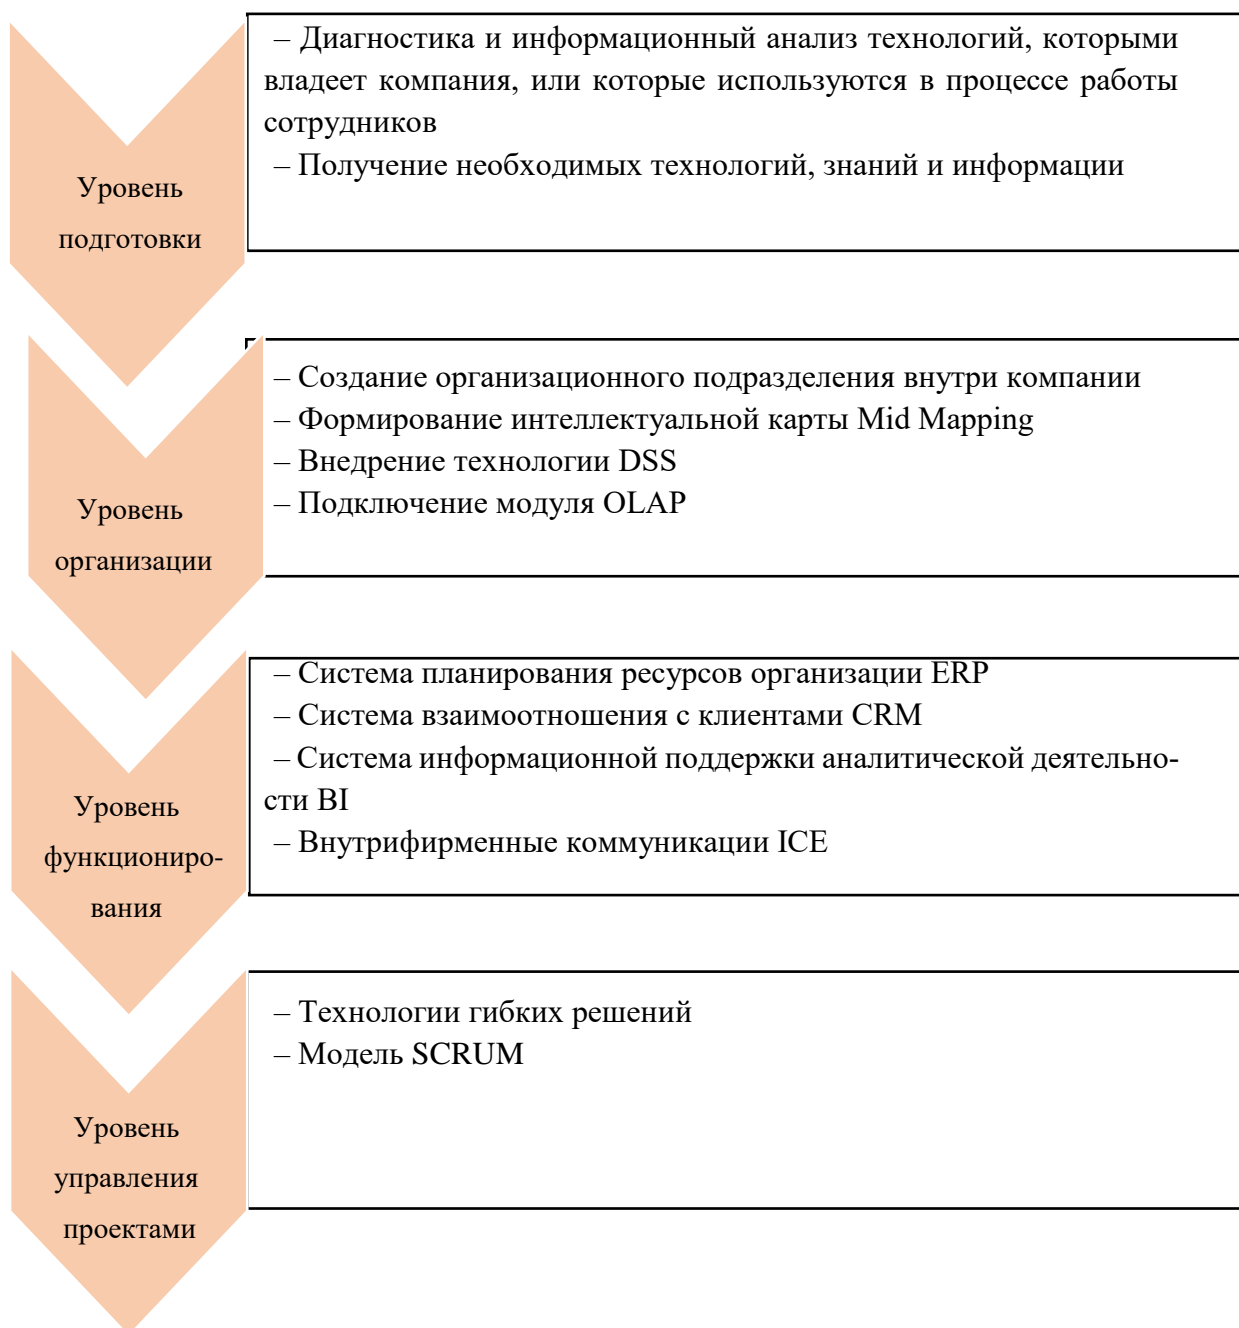 – Диагностика и информационный анализ технологий, которыми
владеет компания, или которые используются в процессе работы
сотрудников
– Получение необходимых технологий, знаний и информации
Уровень
подготовки
– Создание организационного подразделения внутри компании
– Формирование интеллектуальной карты Mid Mapping
– Внедрение технологии DSS
– Подключение модуля OLAP
Уровень
организации
– Система планирования ресурсов организации ERP
– Система взаимоотношения с клиентами CRM
– Система информационной поддержки аналитической деятельно-
сти BI
– Внутрифирменные коммуникации ICE
Уровень
функциониро-
вания
– Технологии гибких решений
– Модель SCRUM
Уровень
управления
проектами